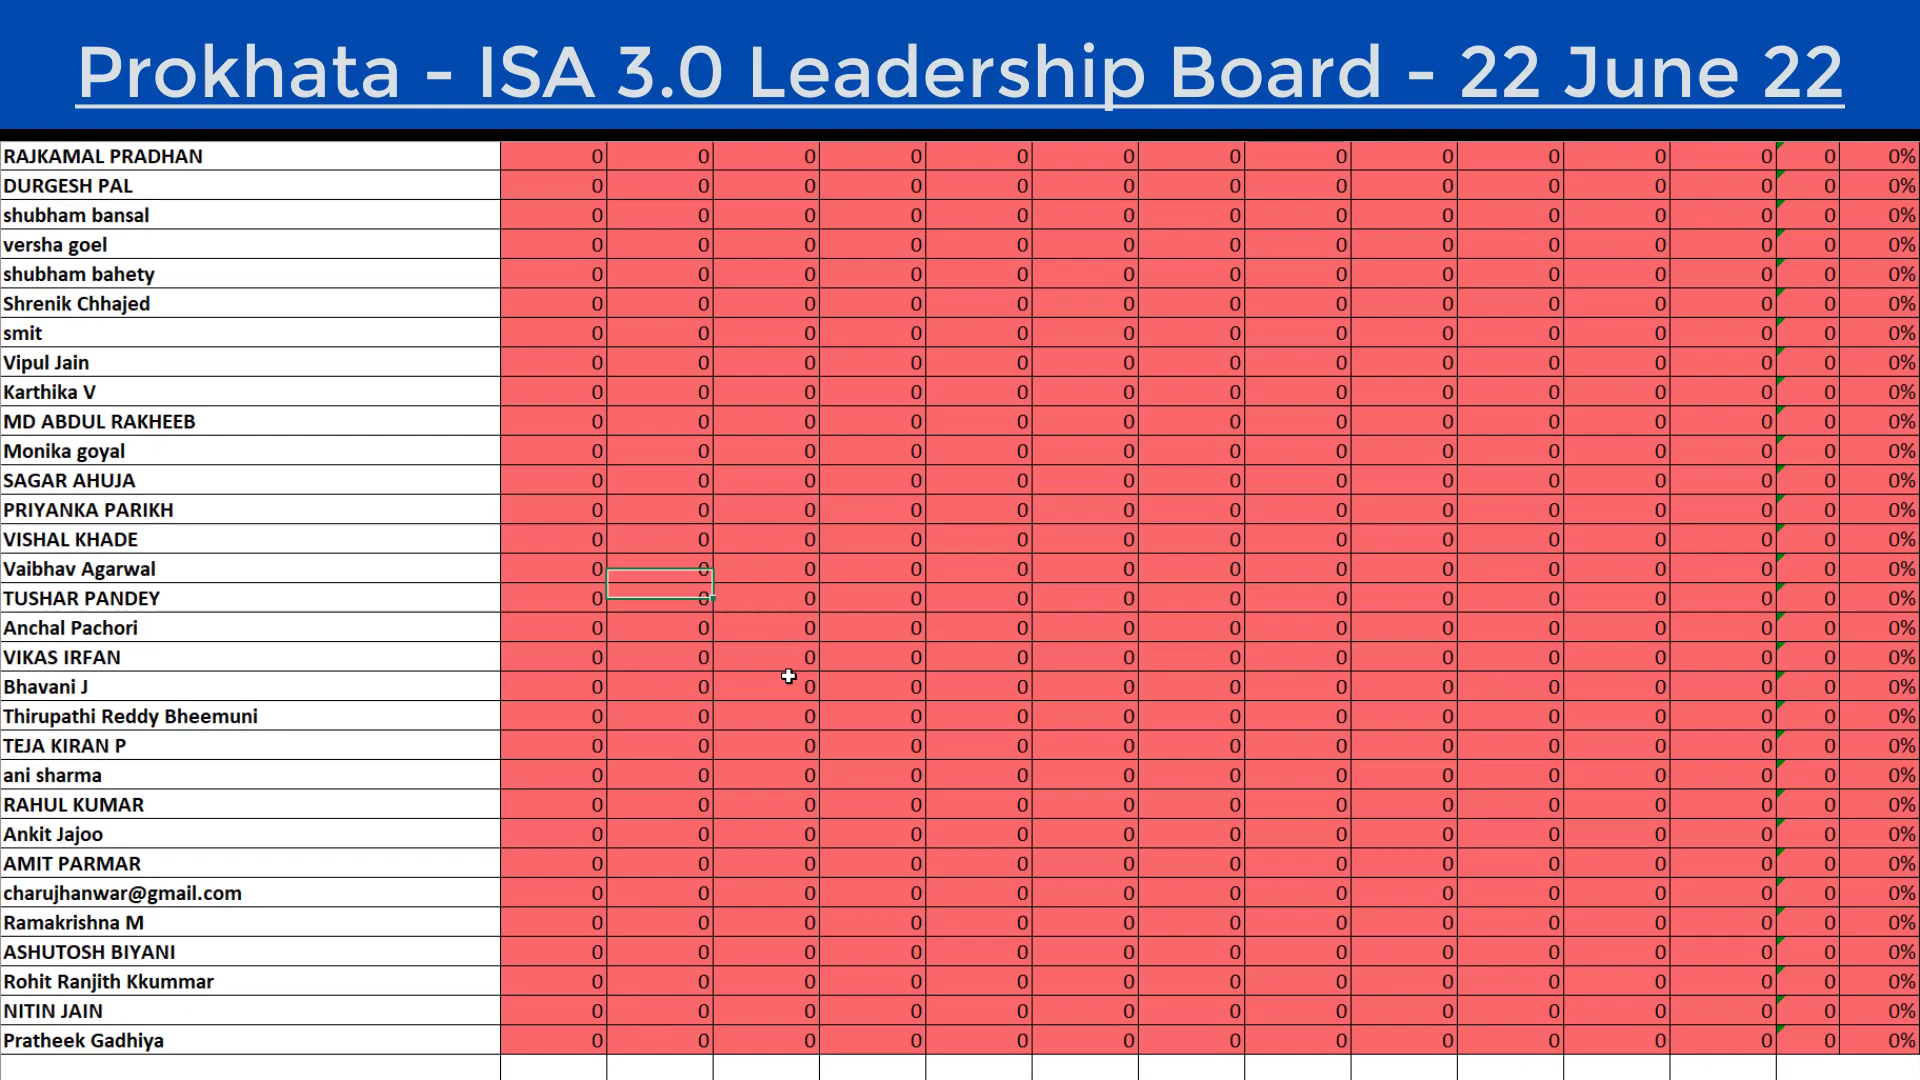 Prokhata - ISA 3.0 Leadership Board - 22 June 22
RAJKAMAL PRADHAN 0 0 0 0 0 0 0 0 0 0 0 0 0 0%
DURGESH PAL 0 0 0 0 0 0 0 0 0 0 0 0 0 0%
shubham bansal 0 0 0 0 0 0 0 0 0 0 0 0 0 0%
versha goel 0 0 0 0 0 0 0 0 0 0 0 0 0 0%
shubham bahety 0 0 0 0 0 0 0 0 0 0 0 0 0 0%
Shrenik Chhajed 0 0 0 0 0 0 0 0 0 0 0 0 0 0%
smit 0 0 0 0 0 0 0 0 0 0 0 0 0 0%
Vipul Jain 0 0 0 0 0 0 0 0 0 0 0 0 0 0%
Karthika V 0 0 0 0 0 0 0 0 0 0 0 0 0 0%
MD ABDUL RAKHEEB 0 0 0 0 0 0 0 0 0 0 0 0 0 0%
Monika goyal 0 0 0 0 0 0 0 0 0 0 0 0 0 0%
SAGAR AHUJA 0 0 0 0 0 0 0 0 0 0 0 0 0 0%
PRIYANKA PARIKH 0 0 0 0 0 0 0 0 0 0 0 0 0 0%
VISHAL KHADE 0 0 0 0 0 0 0 0 0 0 0 0 0 0%
Vaibhav Agarwal 0 0 0 0 0 0 0 0 0 0 0 0 0 0%
TUSHAR PANDEY 0 0 0 0 0 0 0 0 0 0 0 0 0 0%
Anchal Pachori 0 0 0 0 0 0 0 0 0 0 0 0 0 0%
VIKAS IRFAN 0 0 0 0 0 0 0 0 0 0 0 0 0 0%
Bhavani J 0 0 0 0 0 0 0 0 0 0 0 0 0 0%
Thirupathi Reddy Bheemuni 0 0 0 0 0 0 0 0 0 0 0 0 0 0%
TEJA KIRAN P 0 0 0 0 0 0 0 0 0 0 0 0 0 0%
ani sharma 0 0 0 0 0 0 0 0 0 0 0 0 0 0%
RAHUL KUMAR 0 0 0 0 0 0 0 0 0 0 0 0 0 0%
Ankit Jajoo 0 0 0 0 0 0 0 0 0 0 0 0 0 0%
AMIT PARMAR 0 0 0 0 0 0 0 0 0 0 0 0 0 0%
charujhanwar@gmail.com 0 0 0 0 0 0 0 0 0 0 0 0 0 0%
Ramakrishna M 0 0 0 0 0 0 0 0 0 0 0 0 0 0%
ASHUTOSH BIYANI 0 0 0 0 0 0 0 0 0 0 0 0 0 0%
Rohit Ranjith Kkummar 0 0 0 0 0 0 0 0 0 0 0 0 0 0%
NITIN JAIN 0 0 0 0 0 0 0 0 0 0 0 0 0 0%
Pratheek Gadhiya 0 0 0 0 0 0 0 0 0 0 0 0 0 0%